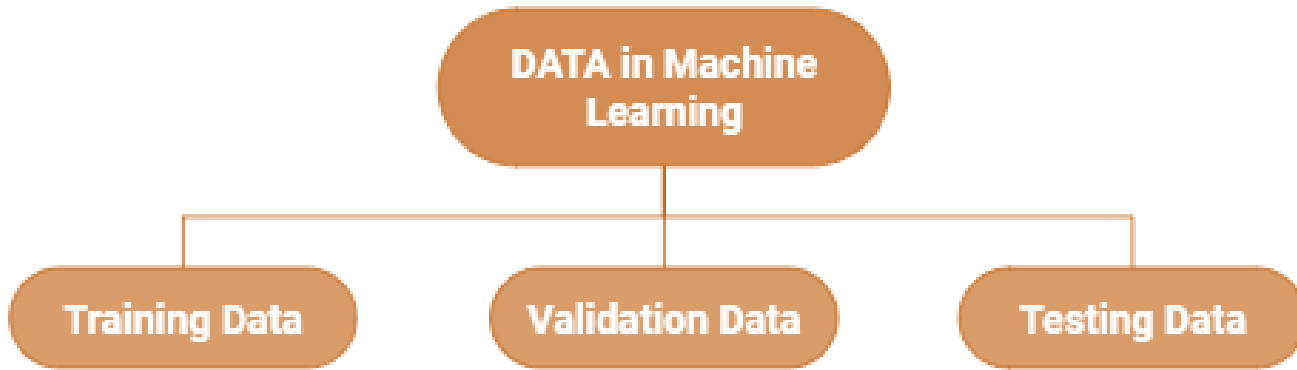 DATA in Machine
Learning
Training Data
Validation Data
Testing Data